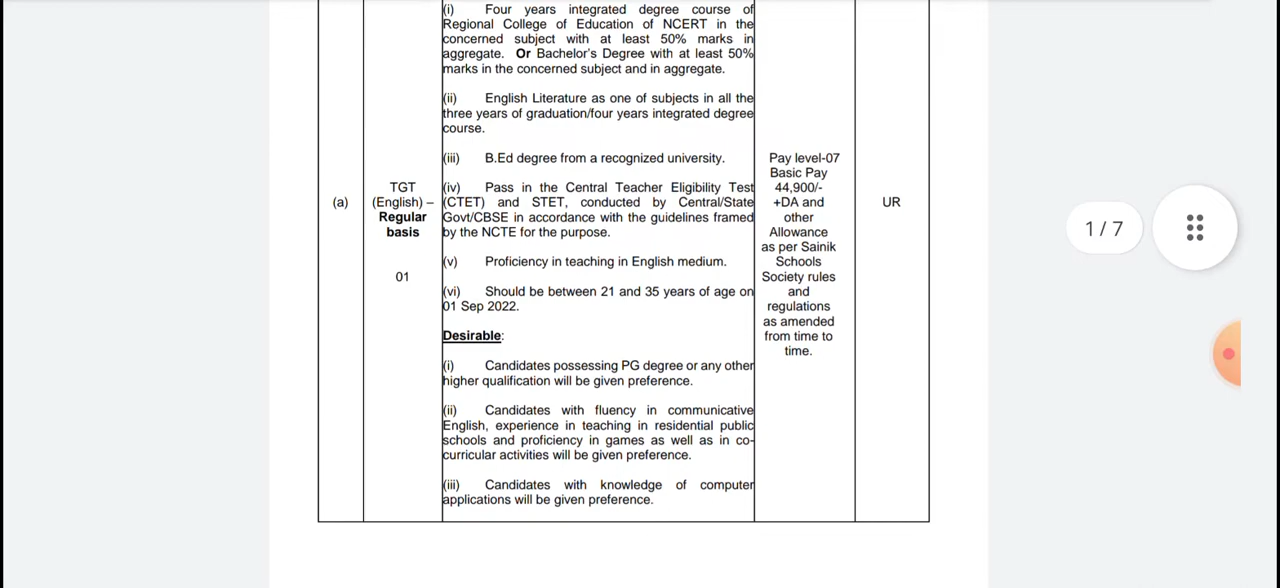 (i) Four years integrated degree course of
Regional College of Education of NCERT in the
concerned subject with at least 50% marks in
aggregate. Or Bachelor's Degree with at least 50%
marks in the concerned subject and in aggregate.
(ii) English Literature as one of subjects in all the
three years of graduation/four years integrated degree
course.
(iii) B.Ed degree from a recognized university.
(iv) Pass in the Central Teacher Eligibility Test
(CTET) and STET, conducted by Central/State
Govt/CBSE in accordance with the guidelines framed
by the NCTE for the purpose.
(v) Proficiency in teaching in English medium.
(vi) Should be between 21 and 35 years of age on
01 Sep 2022.
Desirable:
(i) Candidates possessing PG degree or any other
higher qualification will be given preference.
(ii) Candidates with fluency in communicative
English, experience in teaching in residential public
schools and proficiency in games as well as in co-
curricular activities will be given preference.
(iii) Candidates with knowledge of computer
applications will be given preference.
(a)
TGT
(English) –
Regular
basis
01
Pay level-07
Basic Pay
44,900/-
+DA and
other
Allowance
as per Sainik
Schools
Society rules
and
regulations
as amended
from time to
time.
UR
1 / 7